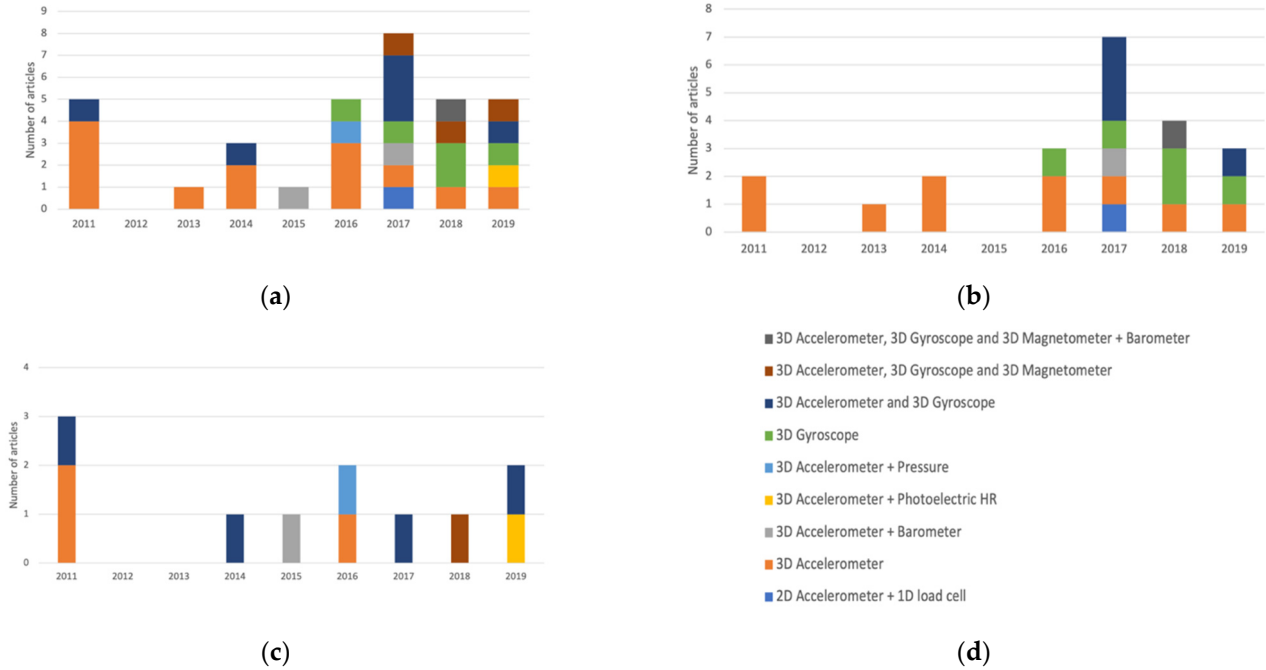 Number of articles
9
8
7
6
5
4
3
2
1
0
2011 2012 2013 2014 2015 2016 2017 2018 2019
(a)
Number of articles
8
7
6
5
4
3
2
1
0
2011 2012 2013 2014 2015 2016 2017 2018 2019
(b)
Number of articles
4
3
2
1
0
2011 2012 2013 2014 2015 2016 2017 2018 2019
(c)
3D Accelerometer, 3D Gyroscope and 3D Magnetometer + Barometer
3D Accelerometer, 3D Gyroscope and 3D Magnetometer
3D Accelerometer and 3D Gyroscope
3D Gyroscope
3D Accelerometer + Pressure
3D Accelerometer + Photoelectric HR
3D Accelerometer + Barometer
3D Accelerometer
2D Accelerometer + 1D load cell
(d)